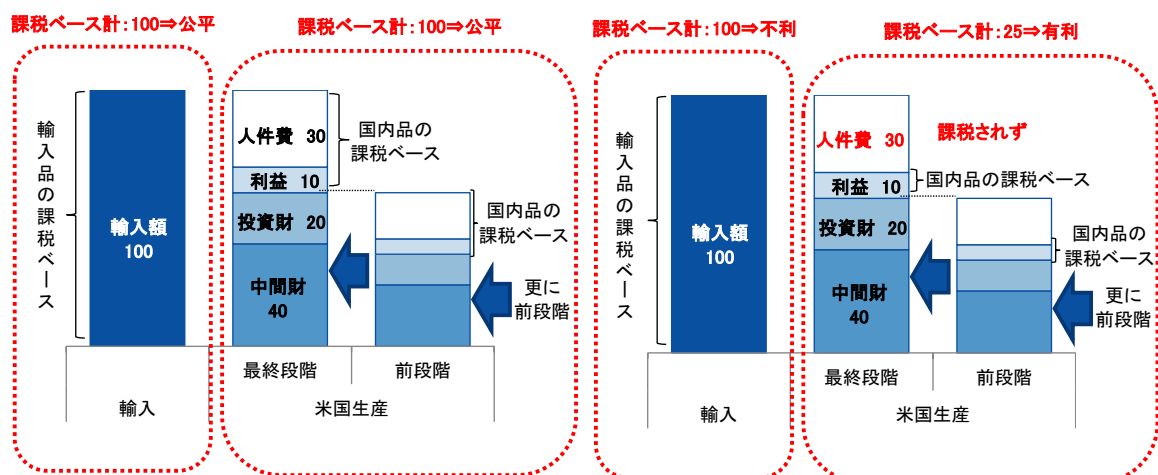 課税ベース計：100⇒公平
課税ベース計：100⇒公平
輸入品の課税ベース
輸入額
100
人件費 30
利益 10
投資財 20
中間財
40
国内品の
課税ベース
国内品の
課税ベース
更に
前段階
最終段階
前段階
輸入
米国生産
課税ベース計：100⇒不利
課税ベース計：25⇒有利
輸入品の課税ベース
輸入額
100
人件費 30
利益 10
投資財 20
中間財
40
課税されず
国内品の課税ベース
国内品の
課税ベース
更に
前段階
最終段階
前段階
輸入
米国生産